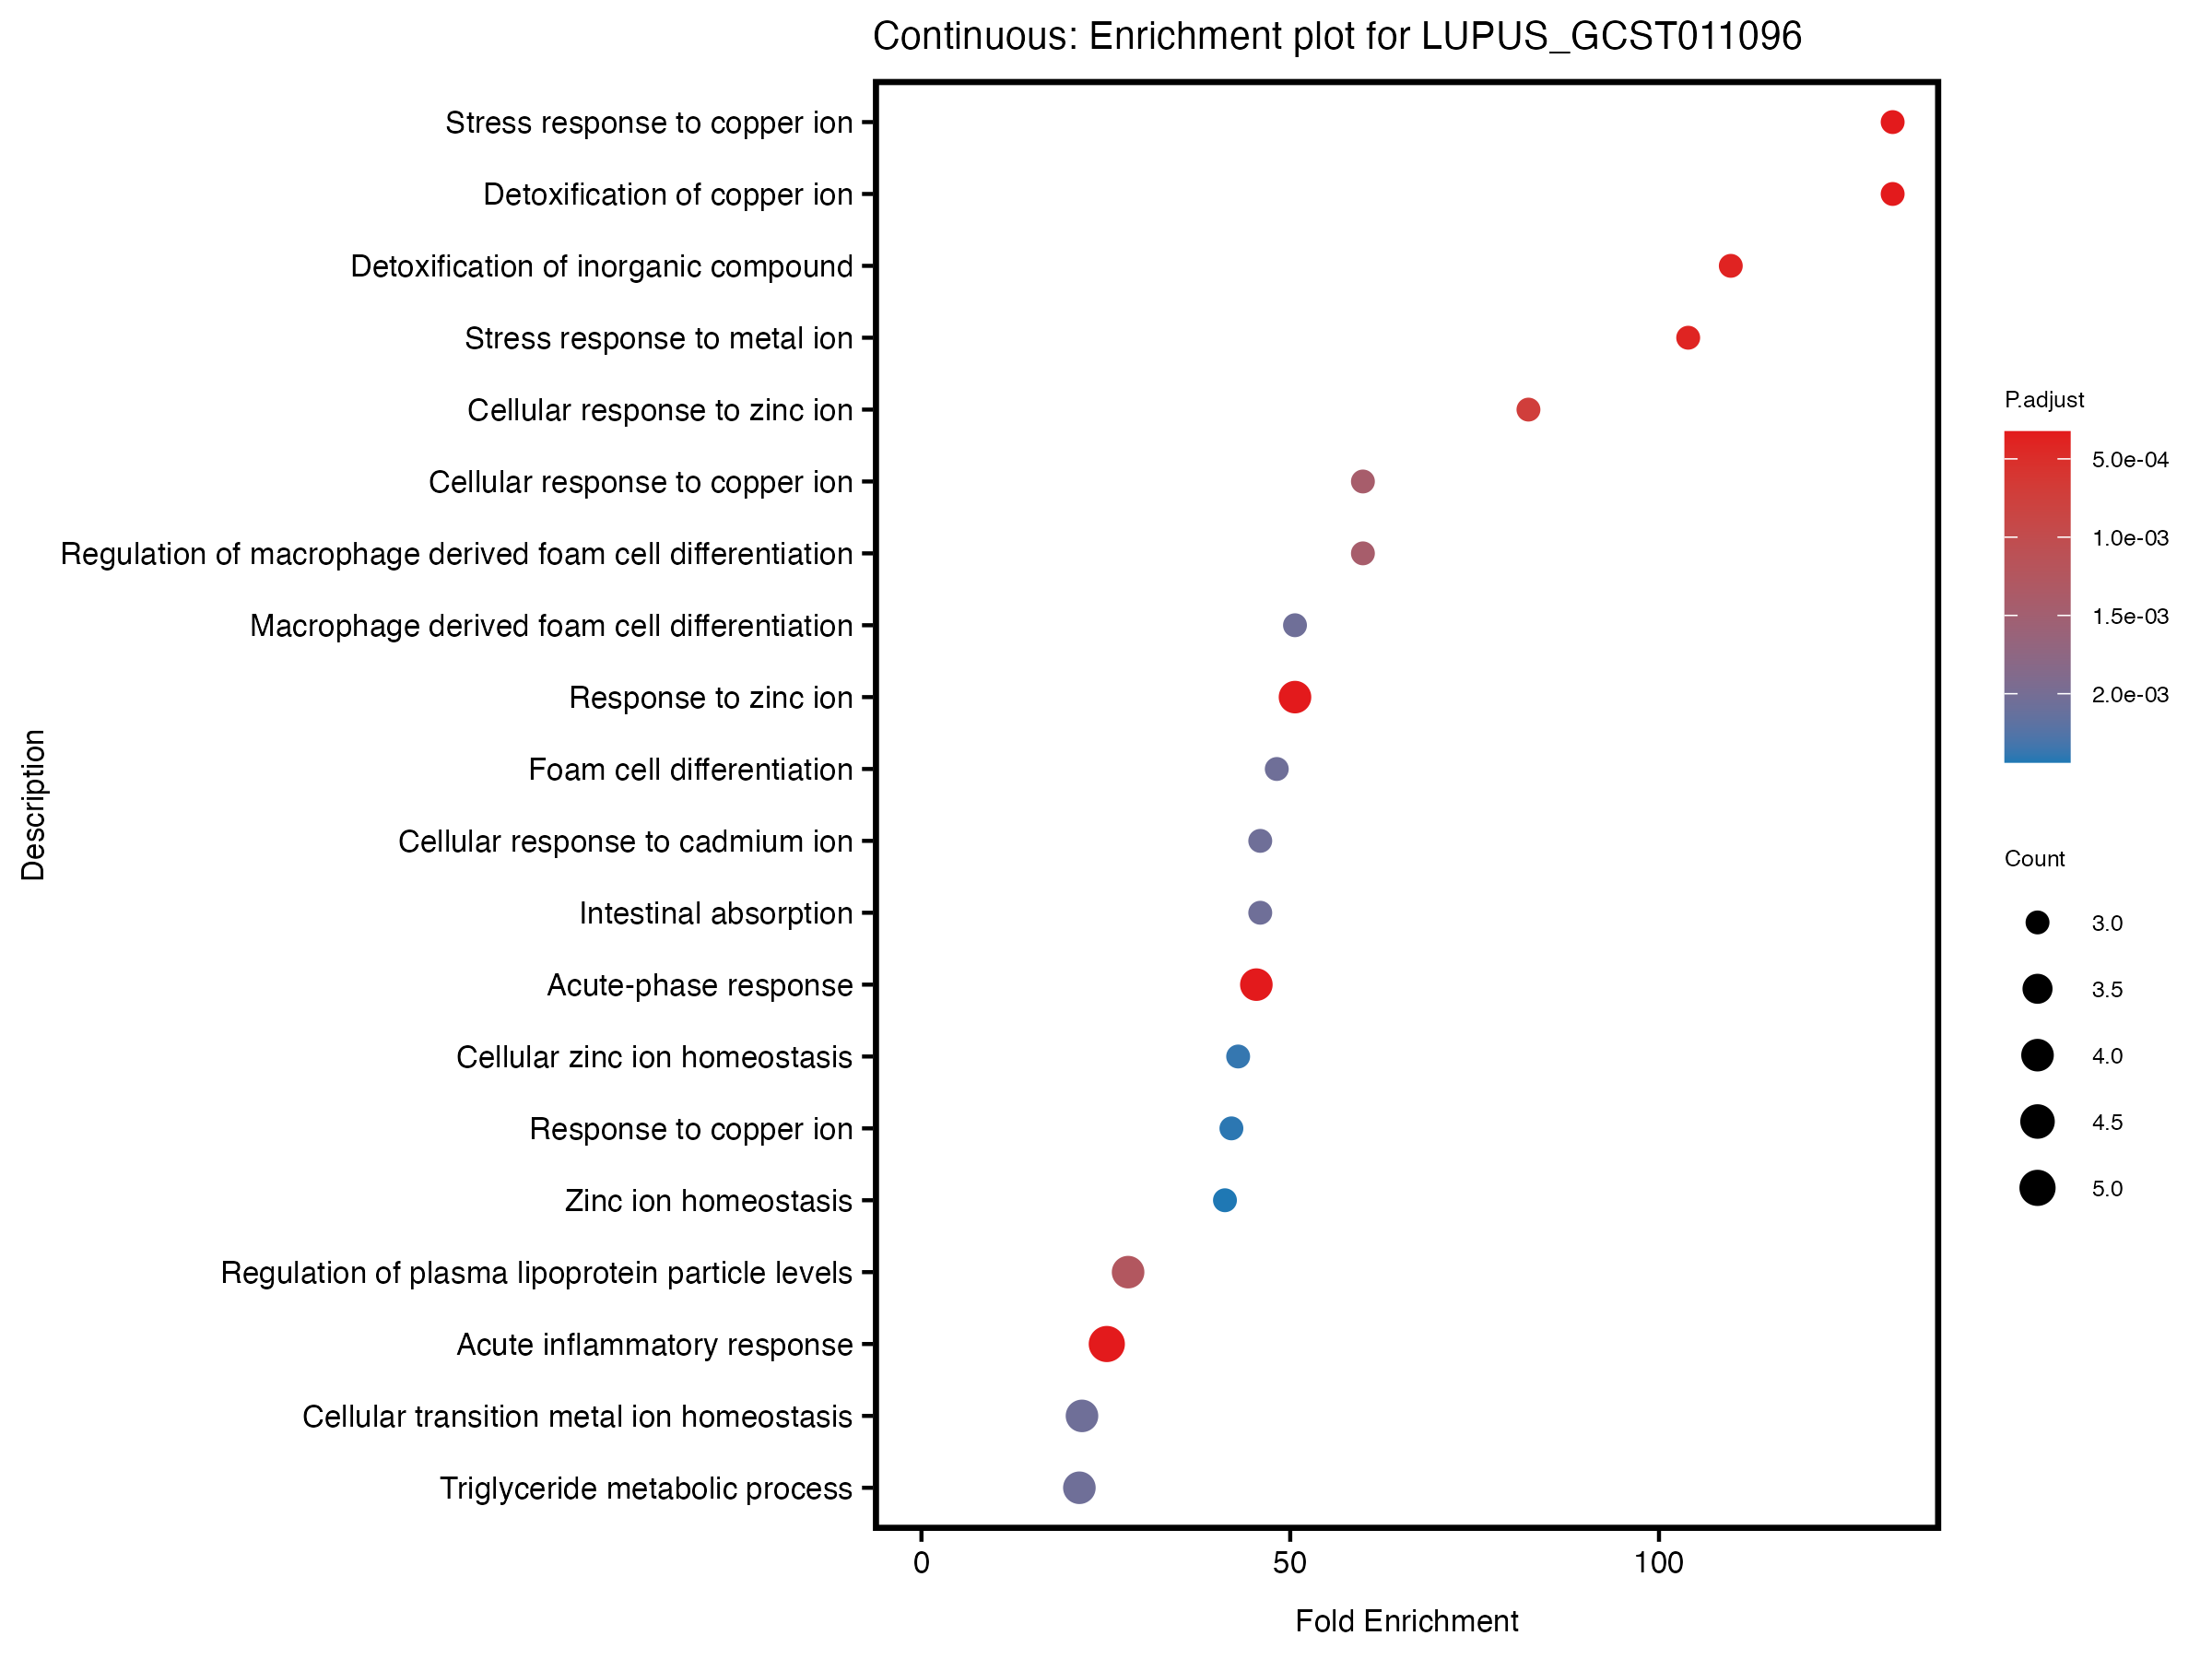 Continuous: Enrichment plot for LUPUS_GCST011096
Description
Stress response to copper ion
Detoxification of copper ion
Detoxification of inorganic compound
Stress response to metal ion
Cellular response to zinc ion
Cellular response to copper ion
Regulation of macrophage derived foam cell differentiation
Macrophage derived foam cell differentiation
Response to zinc ion
Foam cell differentiation
Cellular response to cadmium ion
Intestinal absorption
Acute-phase response
Cellular zinc ion homeostasis
Response to copper ion
Zinc ion homeostasis
Regulation of plasma lipoprotein particle levels
Acute inflammatory response
Cellular transition metal ion homeostasis
Triglyceride metabolic process
0 50 100
Fold Enrichment
P.adjust
5.0e-04
1.0e-03
1.5e-03
2.0e-03
Count
3.0
3.5
4.0
4.5
5.0